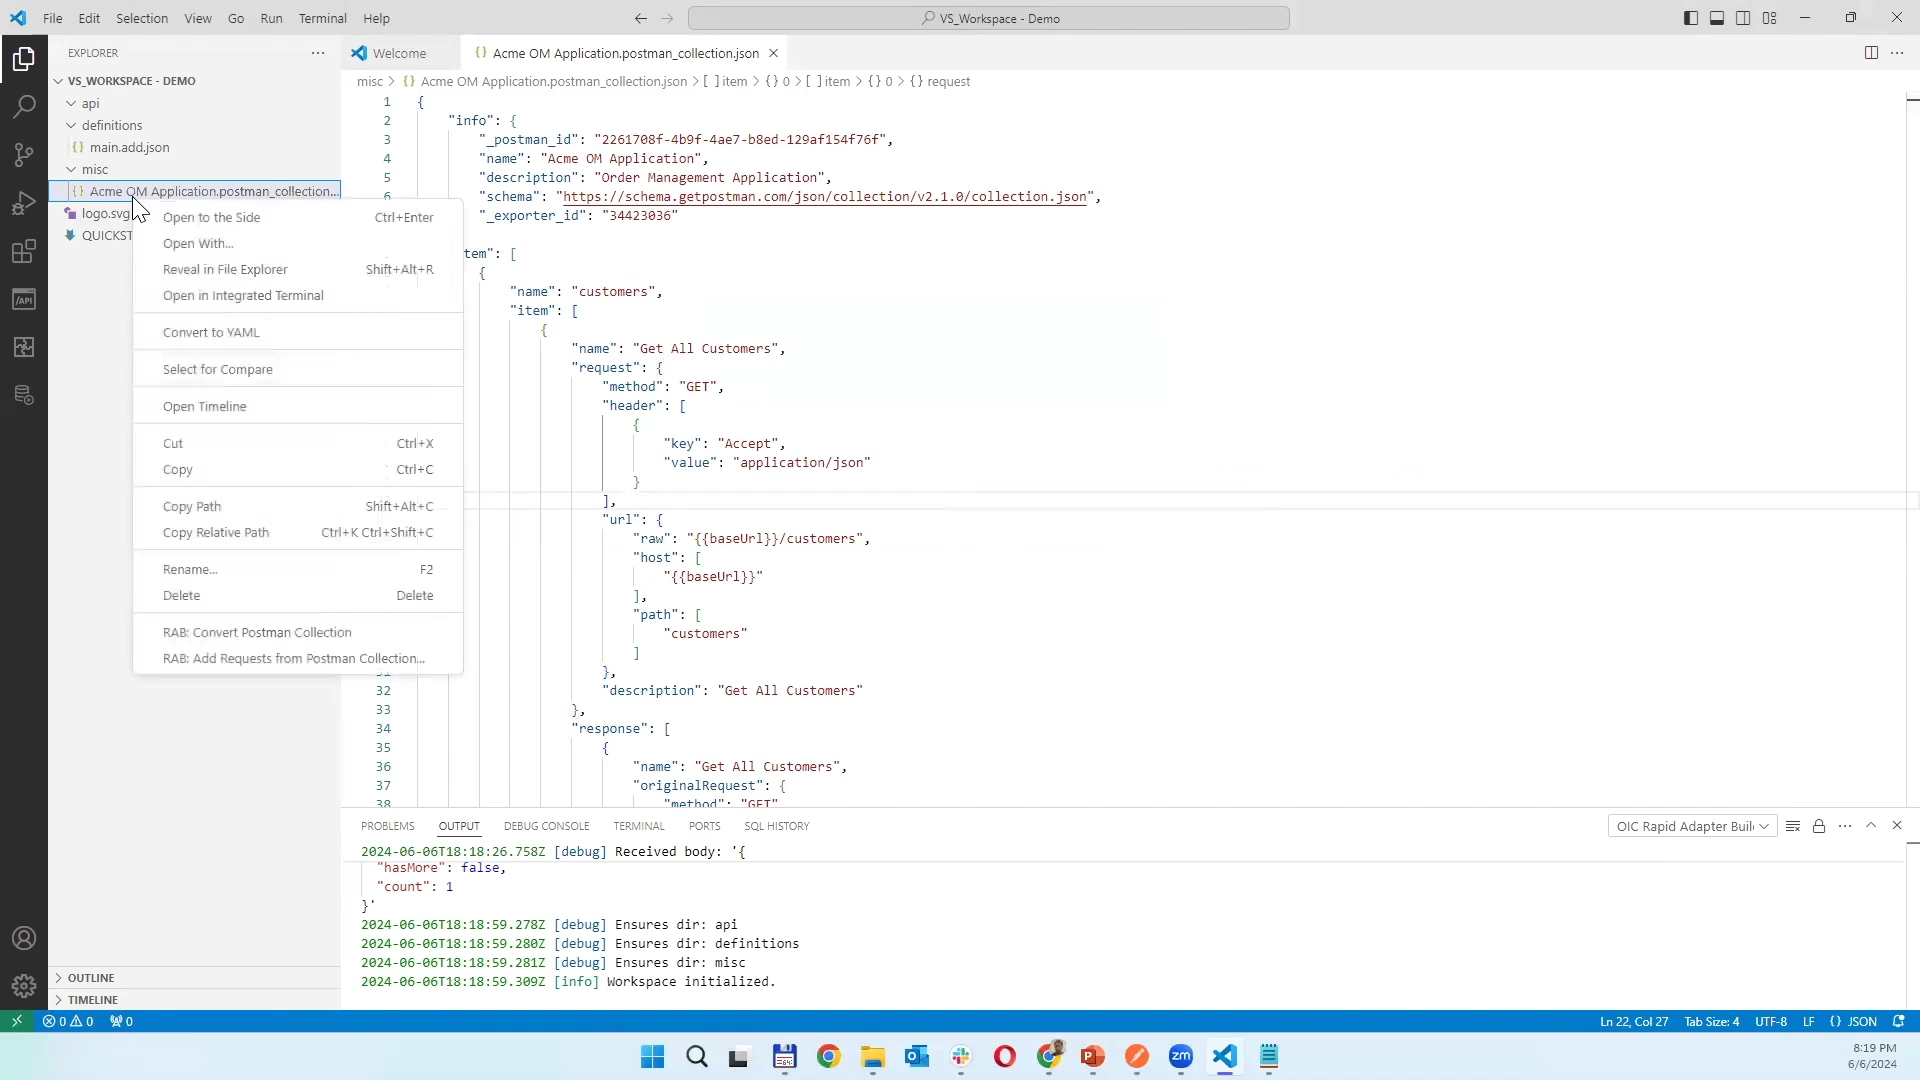 File Edit Selection View Go Run Terminal Help
VS_Workspace - Demo
EXPLORER
Welcome
{} Acme OM Application.postman_collection.json
VS_WORKSPACE - DEMO
api
definitions
{} main.add.json
misc
{} Acme OM Application.postman_collection...
logo.svg
QUICKST
Open to the Side Ctrl+Enter
Open With...
Reveal in File Explorer Shift+Alt+R
Open in Integrated Terminal
Convert to YAML
Select for Compare
Open Timeline
Cut Ctrl+X
Copy Ctrl+C
Copy Path Shift+Alt+C
Copy Relative Path Ctrl+K Ctrl+Shift+C
Rename... F2
Delete Delete
RAB: Convert Postman Collection
RAB: Add Requests from Postman Collection...
OUTLINE
TIMELINE
misc > {} Acme OM Application.postman_collection.json > [ ] item > {} 0 > [ ] item > {} 0 > {} request
1 {
2 "info": {
3 "_postman_id": "2261708f-4b9f-4ae7-b8ed-129af154f76f",
4 "name": "Acme OM Application",
5 "description": "Order Management Application",
6 "schema": "https://schema.getpostman.com/json/collection/v2.1.0/collection.json",
"_exporter_id": "34423036"
tem": [
{
"name": "customers",
"item": [
{
"name": "Get All Customers",
"request": {
"method": "GET",
"header": [
{
"key": "Accept",
"value": "application/json"
}
],
"url": {
"raw": "{{baseUrl}}/customers",
"host": [
"{{baseUrl}}"
],
"path": [
"customers"
]
31 },
32 "description": "Get All Customers"
33 },
34 "response": [
35 {
36 "name": "Get All Customers",
37 "originalRequest": {
38 "method": "GET"
PROBLEMS OUTPUT DEBUG CONSOLE TERMINAL PORTS SQL HISTORY
OIC Rapid Adapter Buil
2024-06-06T18:18:26.758Z [debug] Received body: '{
"hasMore": false,
"count": 1
}'
2024-06-06T18:18:59.278Z [debug] Ensures dir: api
2024-06-06T18:18:59.280Z [debug] Ensures dir: definitions
2024-06-06T18:18:59.281Z [debug] Ensures dir: misc
2024-06-06T18:18:59.309Z [info] Workspace initialized.
0 0 0
Ln 22, Col 27 Tab Size: 4 UTF-8 LF {} JSON
8:19 PM
6/6/2024